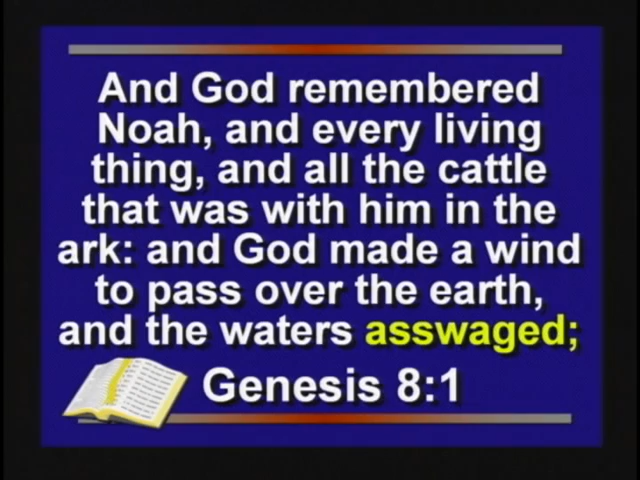 And God remembered
Noah, and every living
thing, and all the cattle
that was with him in the
ark: and God made a wind
to pass over the earth,
and the waters asswaged;
Genesis 8:1